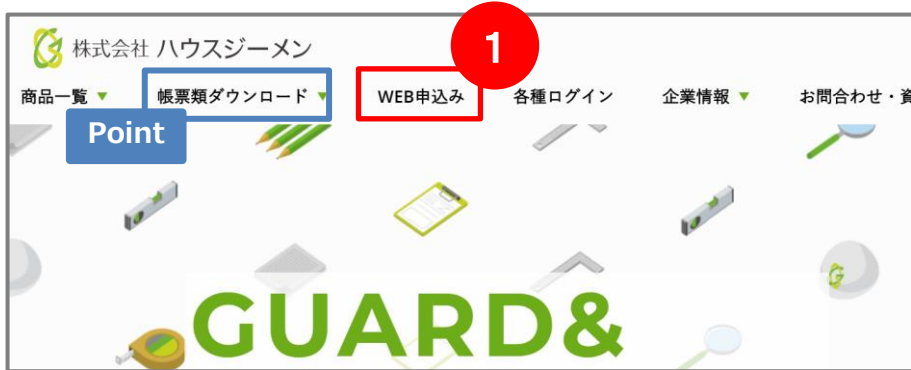 株式会社 ハウスジーメン
1
商品一覧 ▼ 帳票類ダウンロード ▼ WEB申込み 各種ログイン 企業情報 ▼ お問合わせ・資
Point
GUARD&